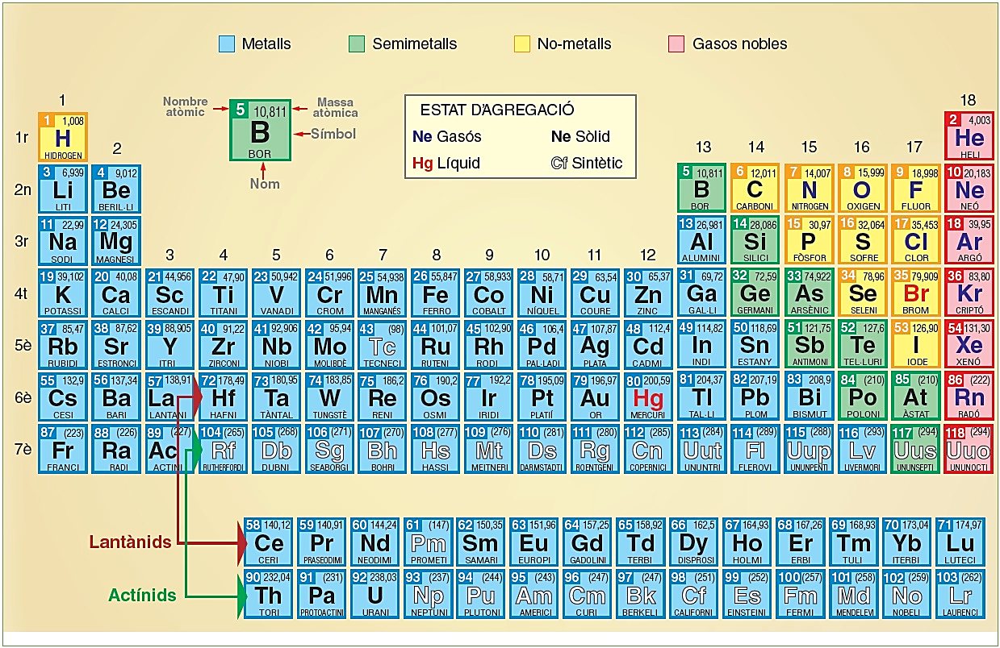 Metalls Semimetalls No-metalls Gasos nobles
1 18
Nombre atòmic
5 10,811
B
BOR
Massa atòmica
Símbol
Nom
ESTAT D'AGREGACIÓ
Ne Gasós Ne Sòlid
Hg Líquid Cf Sintètic
1r
1 1,008 2 4,003
H He
HIDROGEN HELI
2 13 14 15 16 17
2n
3 6,939 4 9,012 5 10,811 6 12,011 7 14,007 8 15,999 9 18,998 10 20,183
Li Be B C N O F Ne
LITI BERIL·LI BOR CARBONI NITROGEN OXIGEN FLUOR NEÓ
3r
11 22,99 12 24,305 13 26,981 14 28,086 15 30,97 16 32,064 17 35,453 18 39,95
Na Mg Al Si P S Cl Ar
SODI MAGNESI ALUMINI SILICI FÒSFOR SOFRE CLOR ARGÓ
3 4 5 6 7 8 9 10 11 12
4t
19 39,102 20 40,08 21 44,956 22 47,90 23 50,942 24 51,996 25 54,938 26 55,847 27 58,933 28 58,71 29 63,54 30 65,37 31 69,72 32 72,59 33 74,922 34 78,96 35 79,909 36 83,80
K Ca Sc Ti V Cr Mn Fe Co Ni Cu Zn Ga Ge As Se Br Kr
POTASSI CALCI ESCANDI TITANI VANADI CROM MANGANÉS FERRO COBALT NÍQUEL COURE ZINC GAL·LI GERMANI ARSÈNIC SELENI BROM CRIPTÓ
5è
37 85,47 38 87,62 39 88,905 40 91,22 41 92,906 42 95,94 43 (98) 44 101,07 45 102,90 46 106,4 47 107,87 48 112,4 49 114,82 50 118,69 51 121,75 52 127,6 53 126,90 54 131,30
Rb Sr Y Zr Nb Mo Tc Ru Rh Pd Ag Cd In Sn Sb Te I Xe
RUBIDI ESTRONCI ITRI ZIRCONI NIOBI MOLIBDÈ TECNECI RUTENI RODI PAL·LADI PLATA CADMI INDI ESTANY ANTIMONI TEL·LURI IODE XENÓ
6è
55 132,9 56 137,34 57 138,91 72 178,49 73 180,95 74 183,85 75 186,2 76 190,2 77 192,2 78 195,09 79 196,97 80 200,59 81 204,37 82 207,19 83 208,9 84 (210) 85 (210) 86 (222)
Cs Ba La Hf Ta W Re Os Ir Pt Au Hg Tl Pb Bi Po At Rn
CESI BARI LANTANI HAFNI TÀNTAL TUNGSTÈ RENI OSMI IRIDI PLATIÍ OR MERCURI TAL·LI PLOM BISMUT POLONI ÀSTAT RADÓ
7è
87 (223) 88 (226) 89 (227) 104 (265) 105 (268) 106 (271) 107 (270) 108 (277) 109 (276) 110 (281) 111 (280) 112 (285) 113 (284) 114 (289) 115 (288) 116 (293) 117 (294) 118 (294)
Fr Ra Ac Rf Db Sg Bh Hs Mt Ds Rg Cn Uut Fl Uup Lv Uus Uuo
FRANCI RADI ACTINI RUTHERFORDI DUBNI SEABORGI BOHRI HASSI MEITNERI DARMSTADTI ROENTGENI COPERNICI UNUNTRI FLEROVI UNUNPENTI LIVERMORI UNUNSEPTI UNUNOCTI
Lantànids
58 140,12 59 140,91 60 144,24 61 (147) 62 150,35 63 151,96 64 157,25 65 158,92 66 162,5 67 164,93 68 167,26 69 168,93 70 173,04 71 174,97
Ce Pr Nd Pm Sm Eu Gd Td Dy Ho Er Tm Yb Lu
CERI PRASEODIMI NEODIMI PROMETI SAMARI EUROPI GADOLINI TERBI DISPROSI HOLMI ERBI TULI ITERBI LUTECI
Actínids
90 232,04 91 (231) 92 238,03 93 (237) 94 (244) 95 (243) 96 (247) 97 (247) 98 (251) 99 (252) 100 (257) 101 (258) 102 (259) 103 (262)
Th Pa U Np Pu Am Cm Bk Cf Es Fm Md No Lr
TORI PROTOACTINI URANI NEPTUNI PLUTONI AMERICI CURI BERKELI CALIFORNI EINSTEINI FERMI MENDELEVI NOBELI LAURENCI